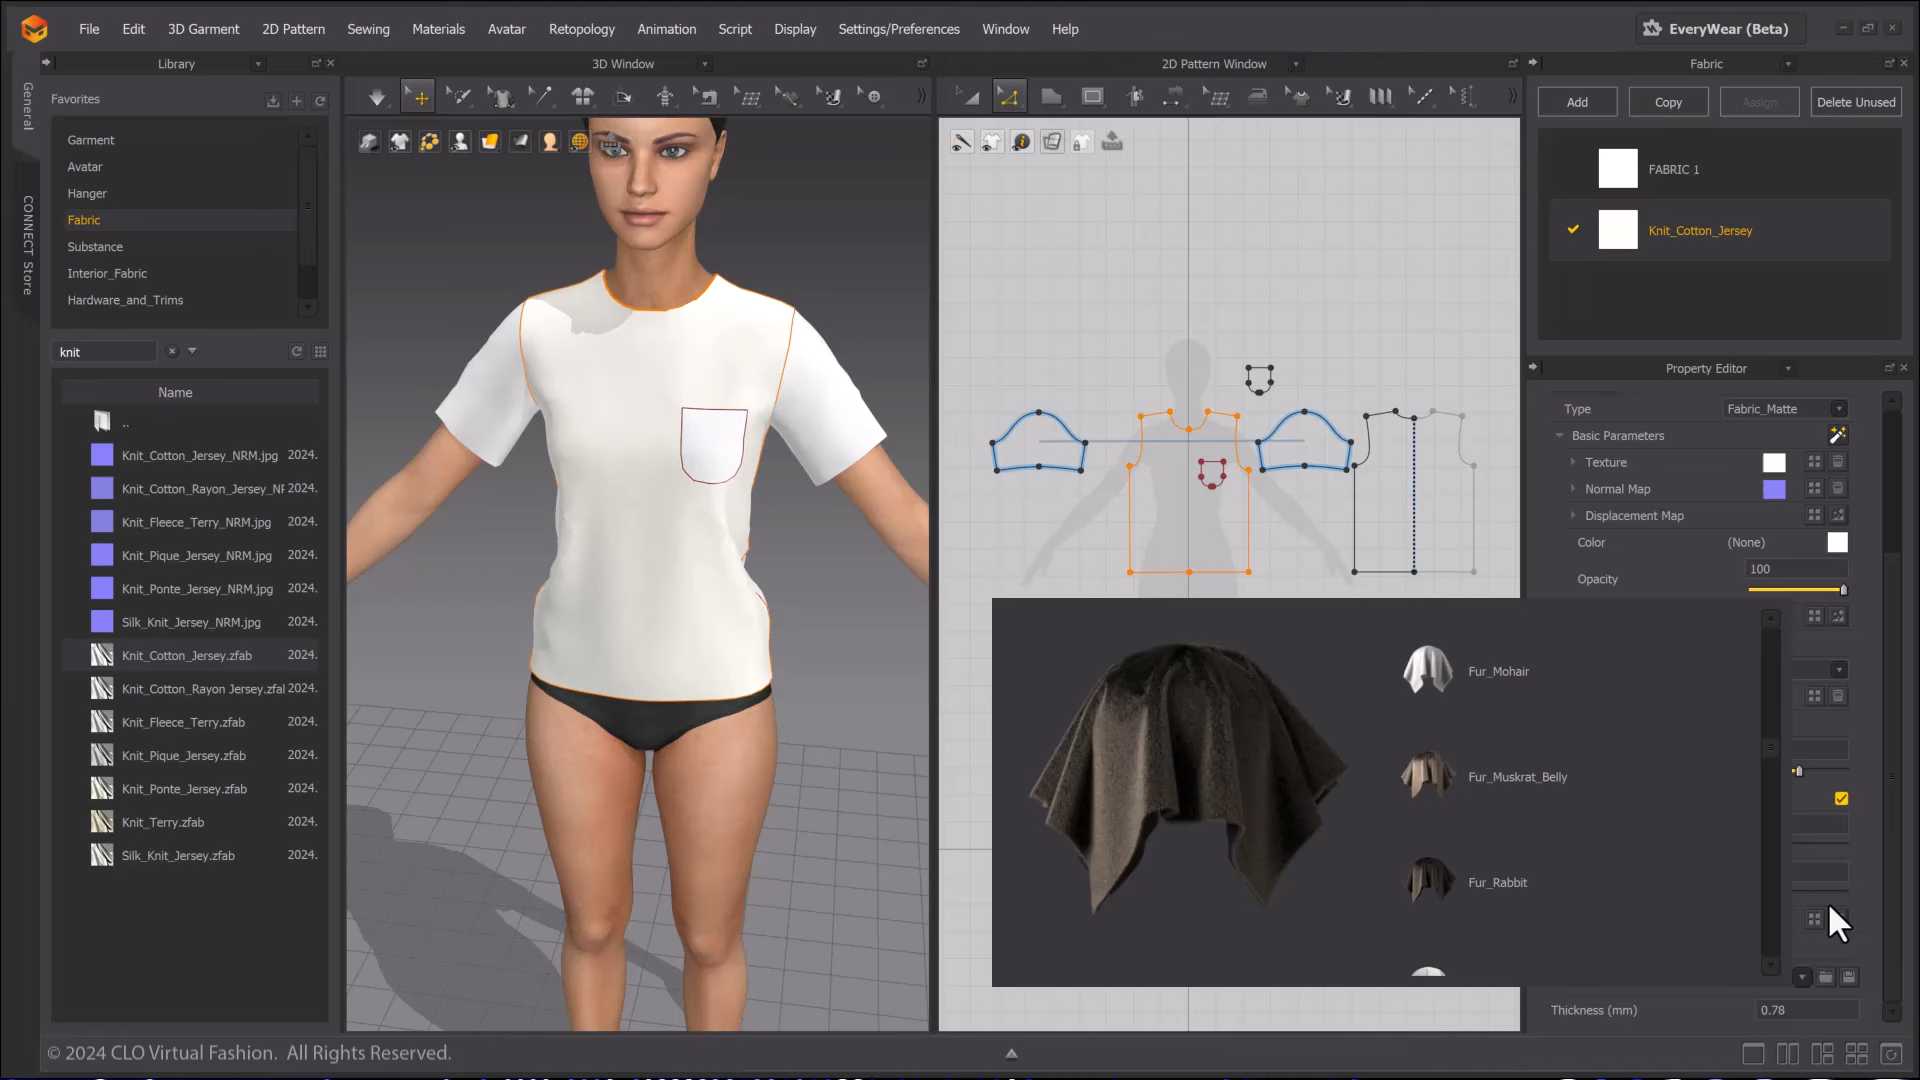 File Edit 3D Garment 2D Pattern Sewing Materials Avatar Retopology Animation Script Display Settings/Preferences Window Help
EveryWear (Beta)
Library
3D Window
2D Pattern Window
Fabric
General
CONNECT Store
Favorites
Garment
Avatar
Hanger
Fabric
Substance
Interior_Fabric
Hardware_and_Trims
knit
Name
..
Knit_Cotton_Jersey_NRM.jpg 2024.
Knit_Cotton_Rayon_Jersey_NF 2024.
Knit_Fleece_Terry_NRM.jpg 2024.
Knit_Pique_Jersey_NRM.jpg 2024.
Knit_Ponte_Jersey_NRM.jpg 2024.
Silk_Knit_Jersey_NRM.jpg 2024.
Knit_Cotton_Jersey.zfab 2024.
Knit_Cotton_Rayon Jersey.zfal 2024.
Knit_Fleece_Terry.zfab 2024.
Knit_Pique_Jersey.zfab 2024.
Knit_Ponte_Jersey.zfab 2024.
Knit_Terry.zfab 2024.
Silk_Knit_Jersey.zfab 2024.
Add Copy Assign Delete Unused
FABRIC 1
Knit_Cotton_Jersey
Property Editor
Type Fabric_Matte
Basic Parameters
Texture
Normal Map
Displacement Map
Color (None)
Opacity 100
Fur_Mohair
Fur_Muskrat_Belly
Fur_Rabbit
Thickness (mm) 0.78
© 2024 CLO Virtual Fashion. All Rights Reserved.